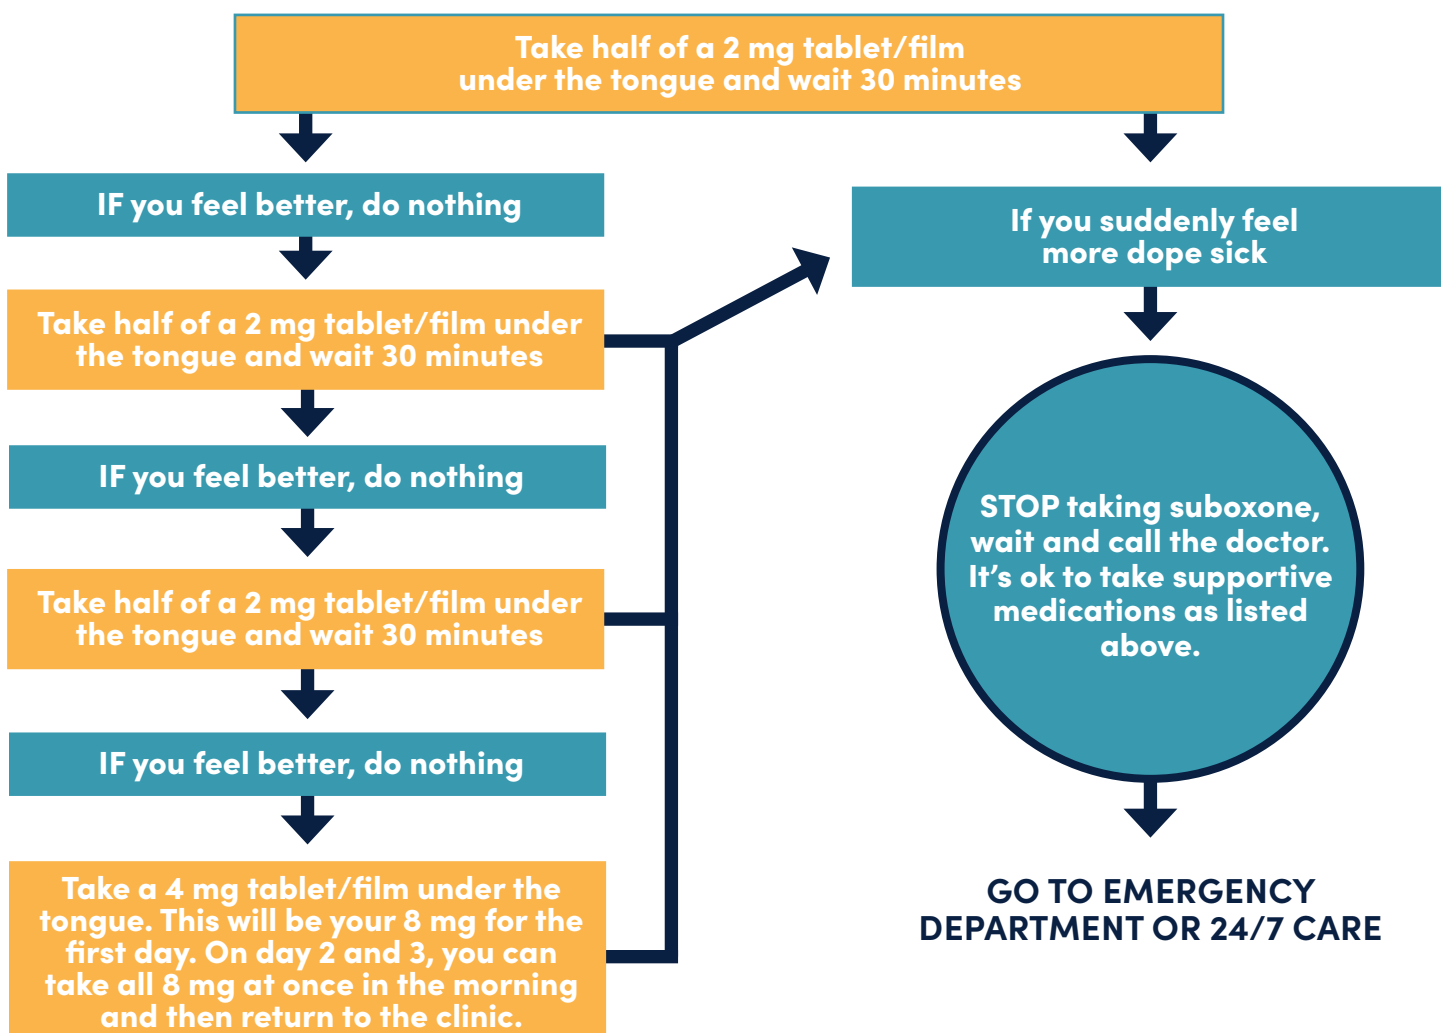 Take half of a 2 mg tablet/film
under the tongue and wait 30 minutes
IF you feel better, do nothing
Take half of a 2 mg tablet/film under
the tongue and wait 30 minutes
IF you feel better, do nothing
Take half of a 2 mg tablet/film under
the tongue and wait 30 minutes
IF you feel better, do nothing
Take a 4 mg tablet/film under the
tongue. This will be your 8 mg for the
first day. On day 2 and 3, you can
take all 8 mg at once in the morning
and then return to the clinic.
If you suddenly feel
more dope sick
STOP taking suboxone,
wait and call the doctor.
It’s ok to take supportive
medications as listed
above.
GO TO EMERGENCY
DEPARTMENT OR 24/7 CARE